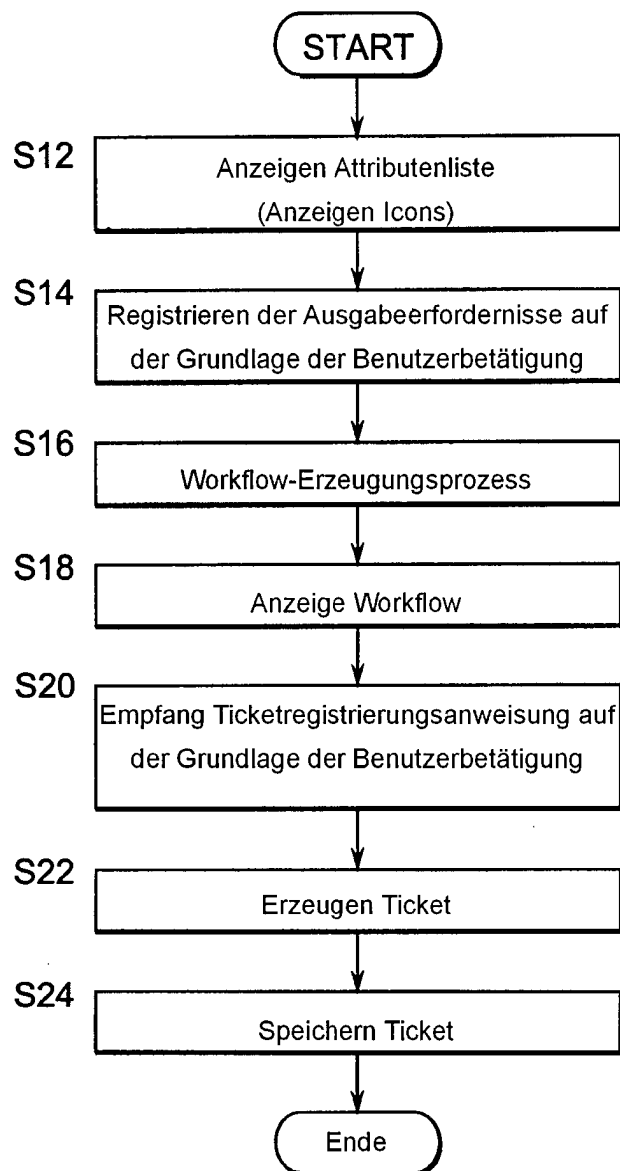 START
S12
Anzeigen Attributenliste
(Anzeigen Icons)
S14
Registrieren der Ausgabeerfordernisse auf
der Grundlage der Benutzerbetätigung
S16
Workflow-Erzeugungsprozess
S18
Anzeige Workflow
S20
Empfang Ticketregistrierungsanweisung auf
der Grundlage der Benutzerbetätigung
S22
Erzeugen Ticket
S24
Speichern Ticket
Ende